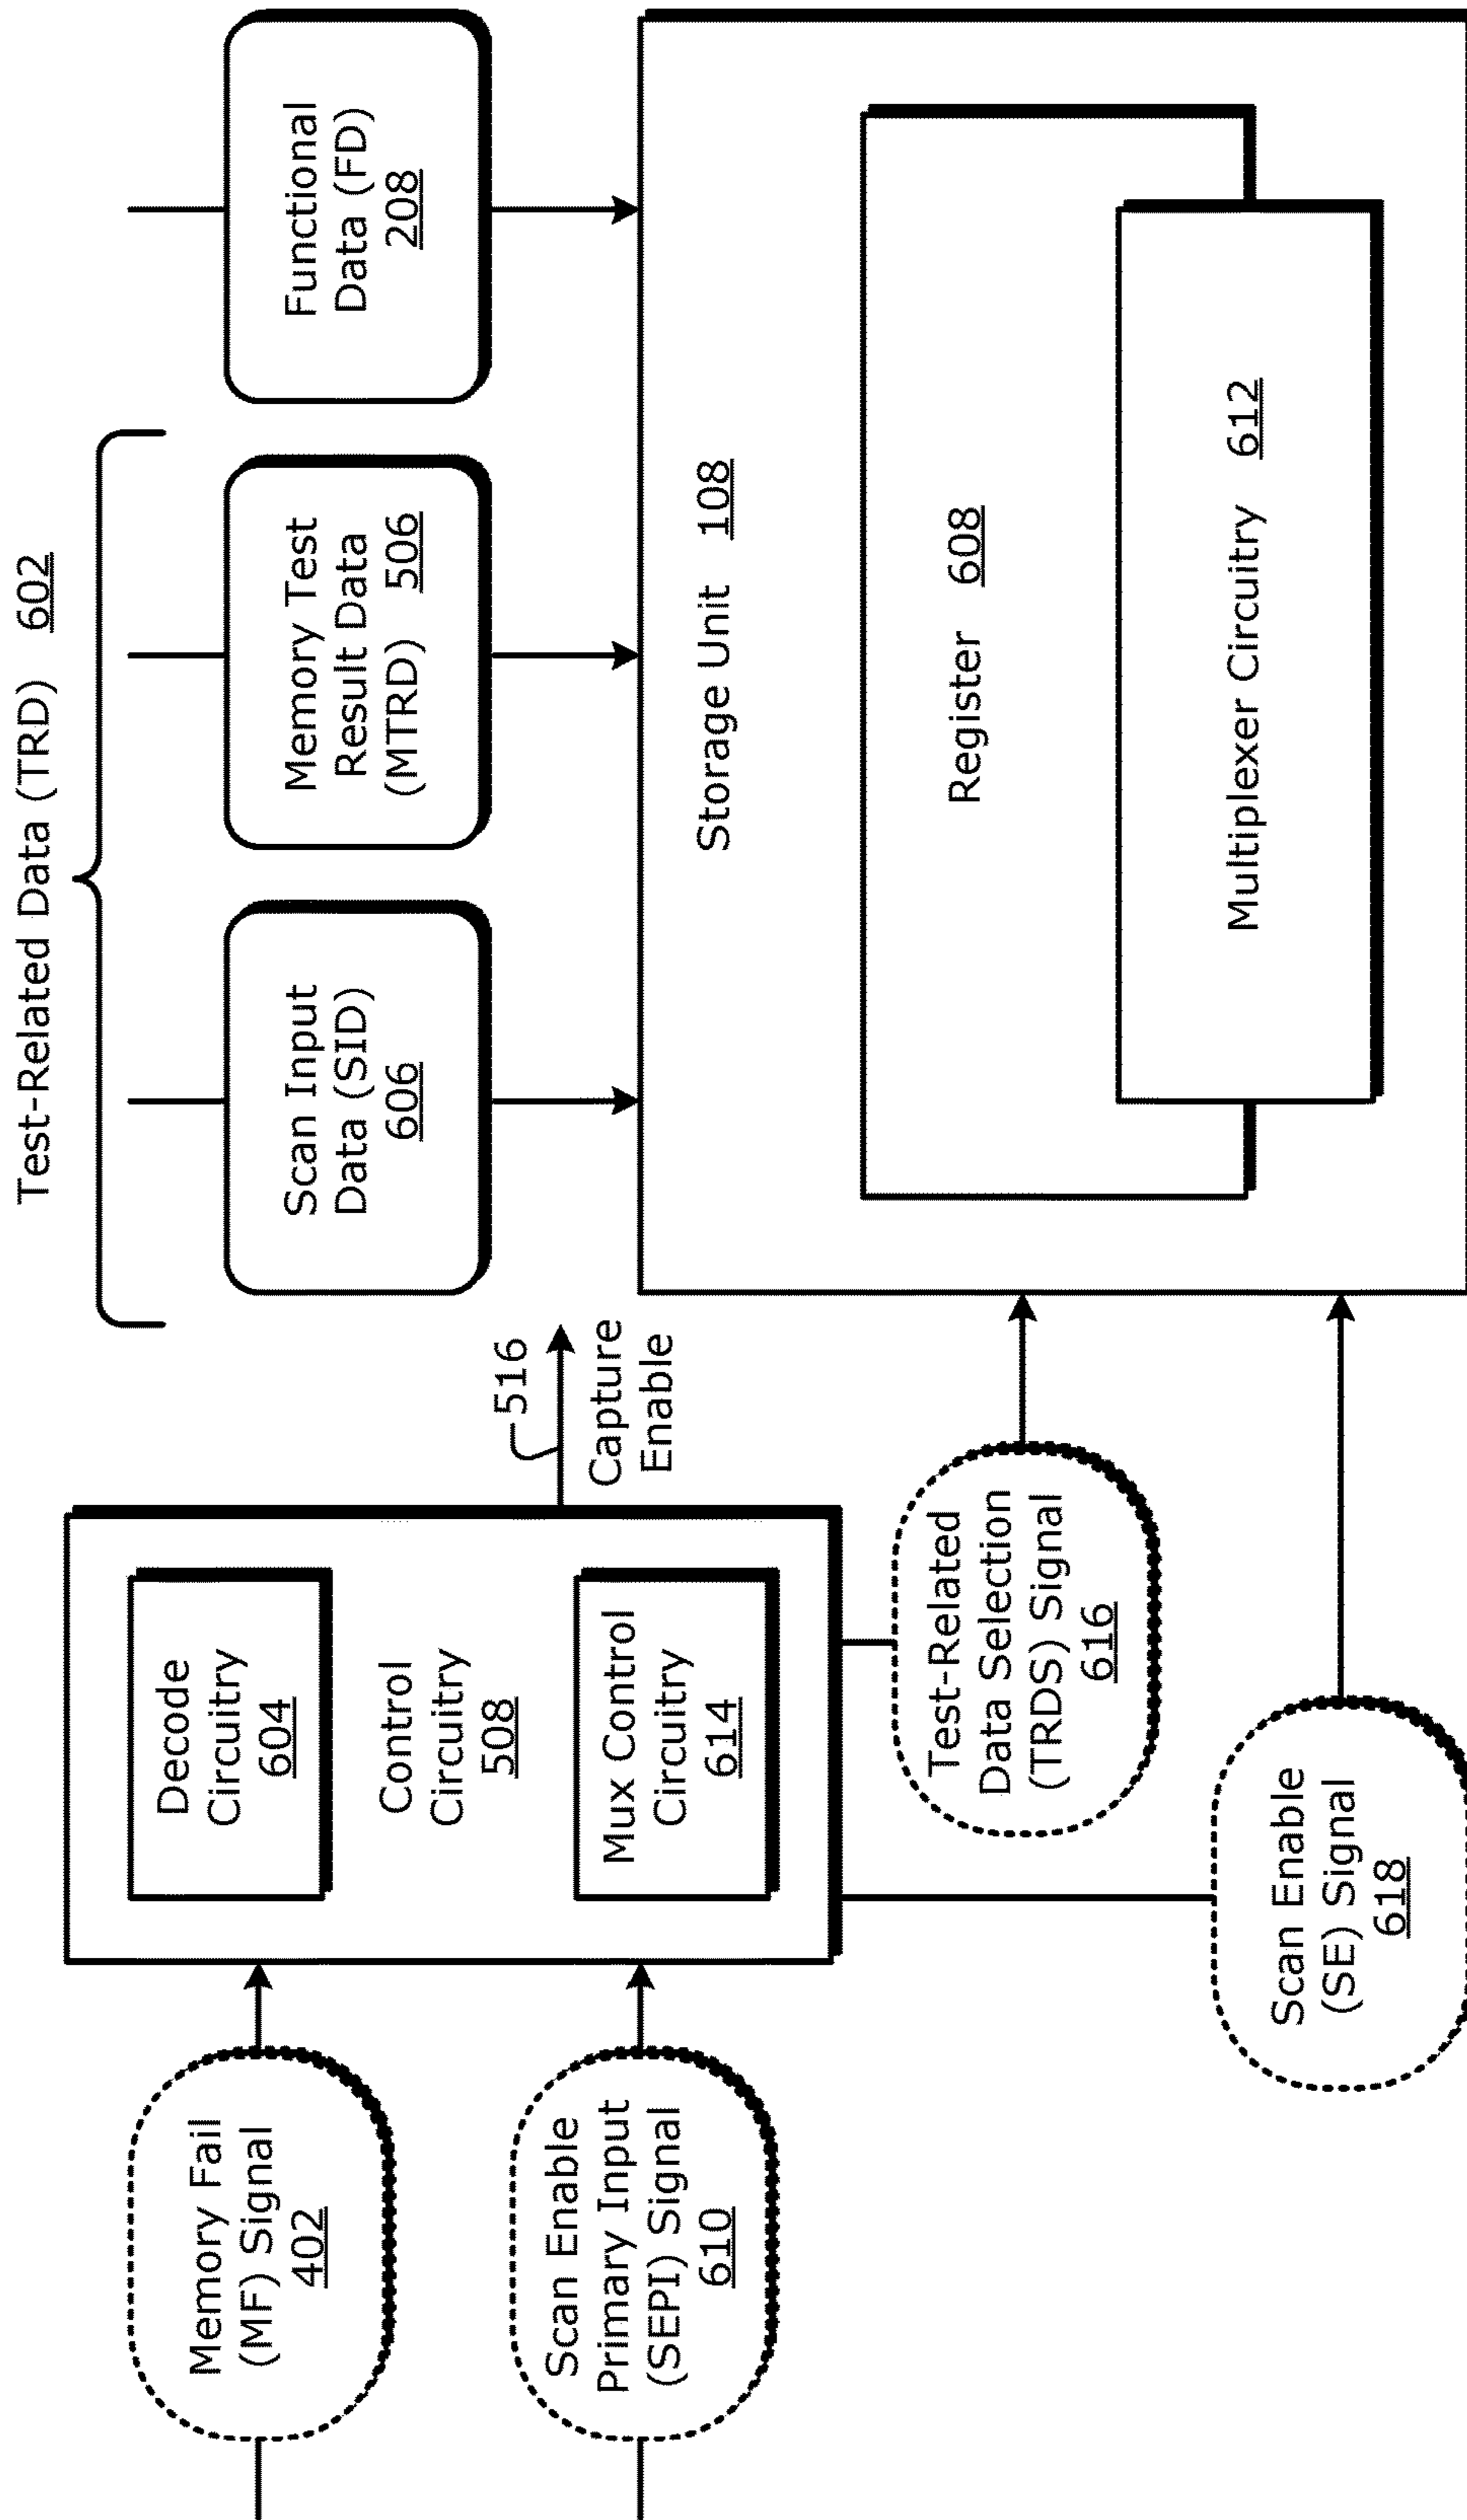 Test-Related Data (TRD) 602
Scan Input
Data (SID)
606
Memory Test
Result Data
(MTRD) 506
Functional
Data (FD)
208
Memory Fail
(MF) Signal
402
Scan Enable
Primary Input
(SEPI) Signal
610
Decode
Circuitry
604
Control
Circuitry
508
Mux Control
Circuitry
614
516
Capture
Enable
Storage Unit 108
Register 608
Multiplexer Circuitry 612
Test-Related
Data Selection
(TRDS) Signal
616
Scan Enable
(SE) Signal
618